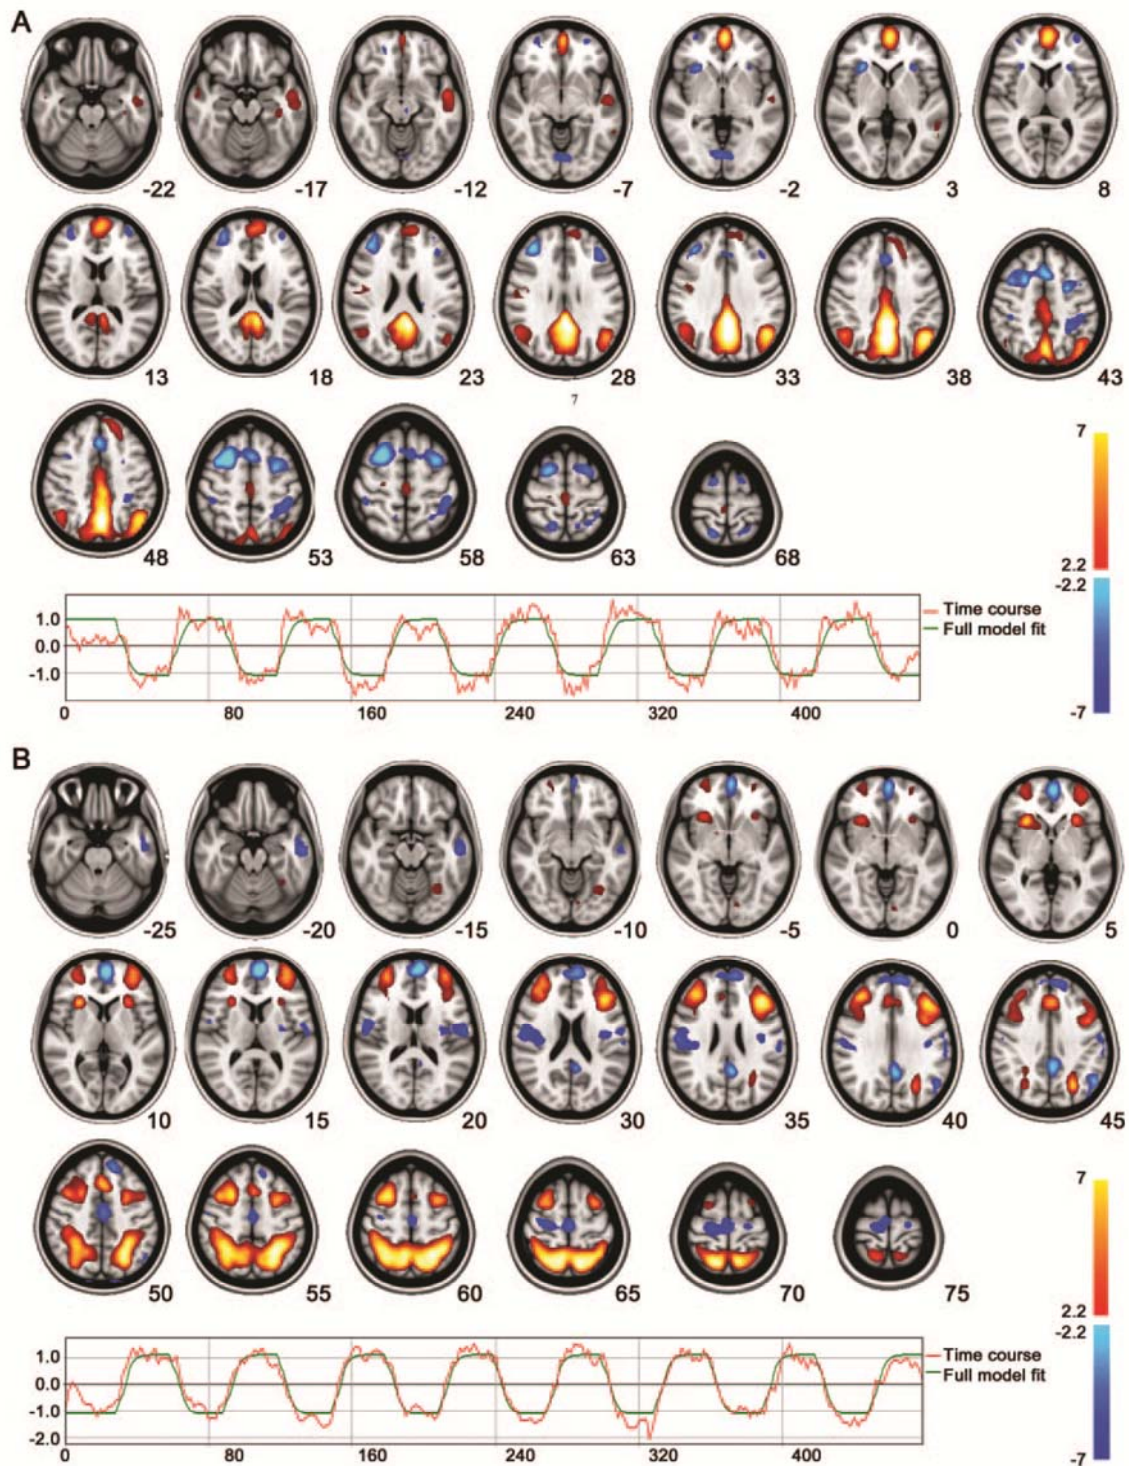 A
-22 -17 -12 -7 -2 3 8
13 18 23 28 33 38 43
7
7
48 53 58 63 68
2.2
-2.2
1.0
0.0
-1.0
Time course
Full model fit
-7
0 80 160 240 320 400
B
-25 -20 -15 -10 -5 0 5
10 15 20 30 35 40 45
7
50 55 60 65 70 75
2.2
-2.2
1.0
0.0
-1.0
-2.0
Time course
Full model fit
-7
0 80 160 240 320 400